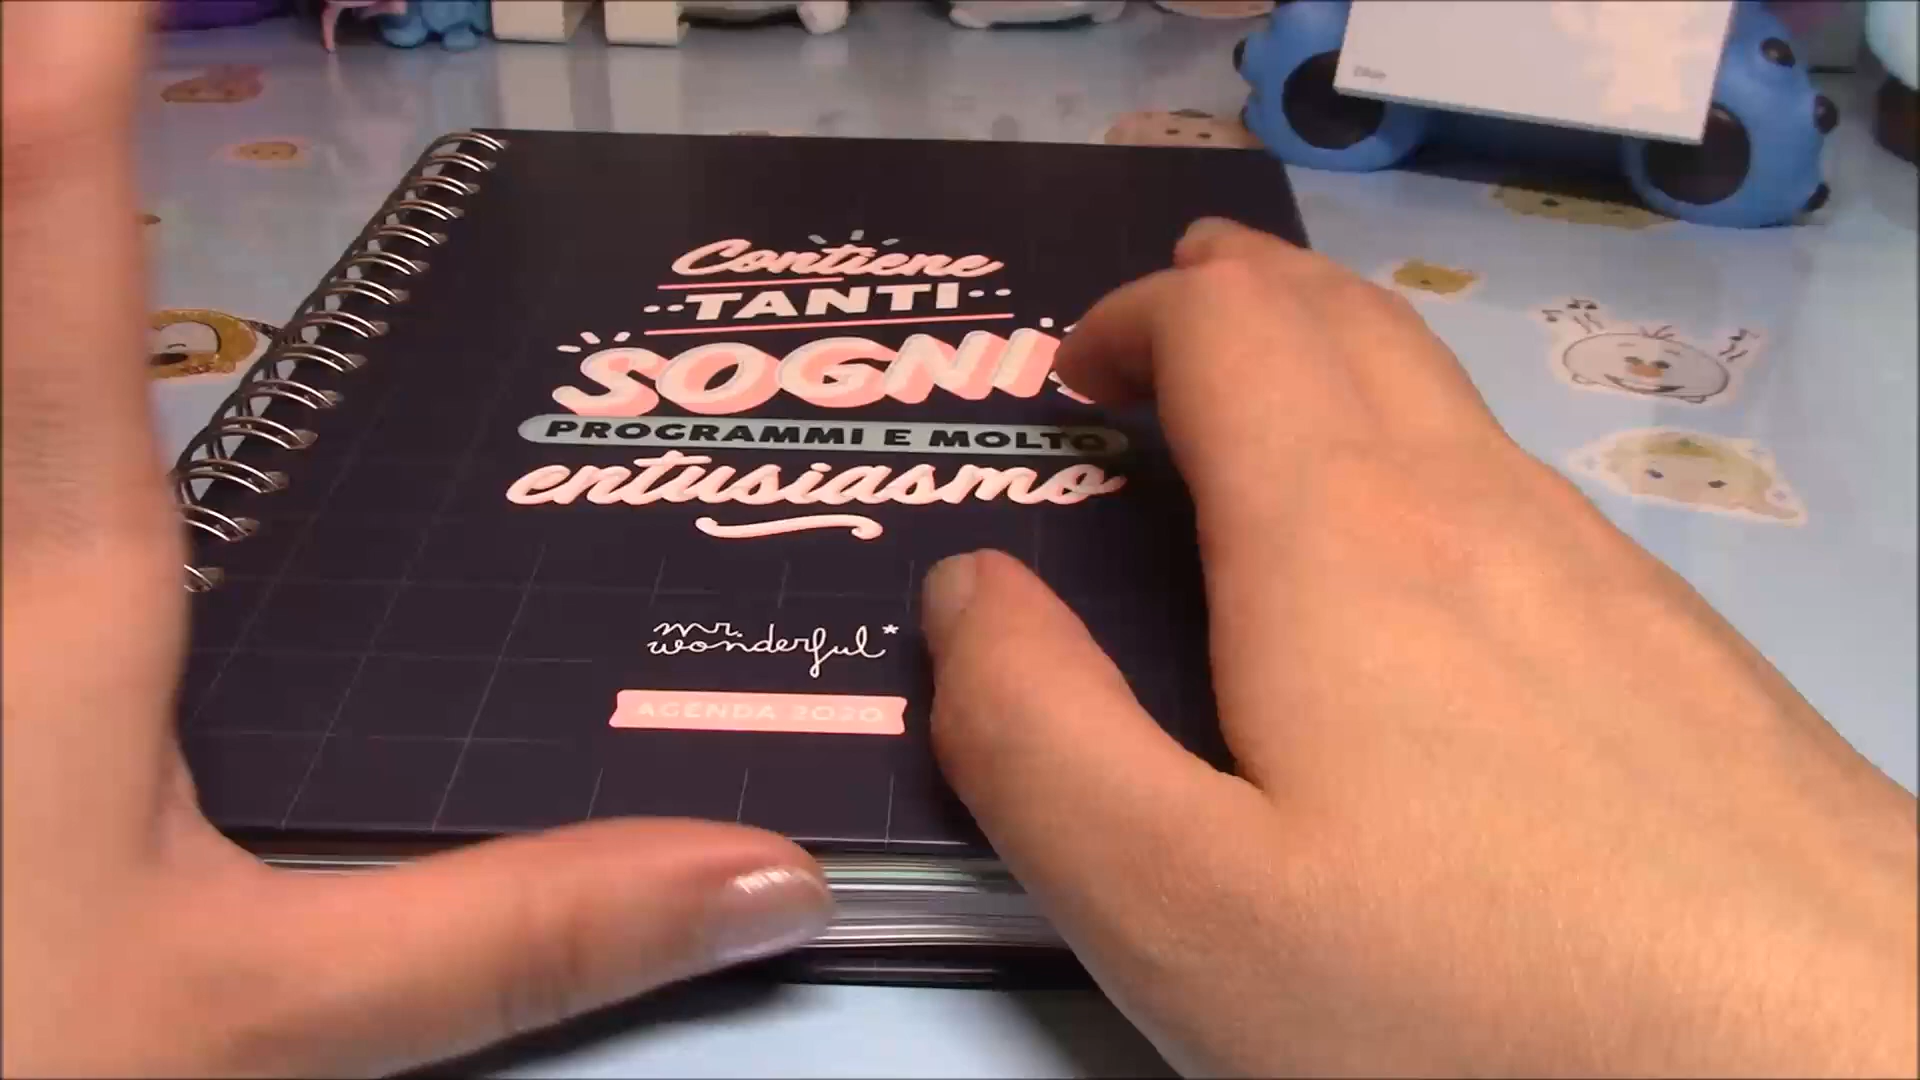 Contiene
TANTI
SOGNI
PROGRAMMI E MOLTO
entusiasmo
mr.
wonderful*
AGENDA 2020